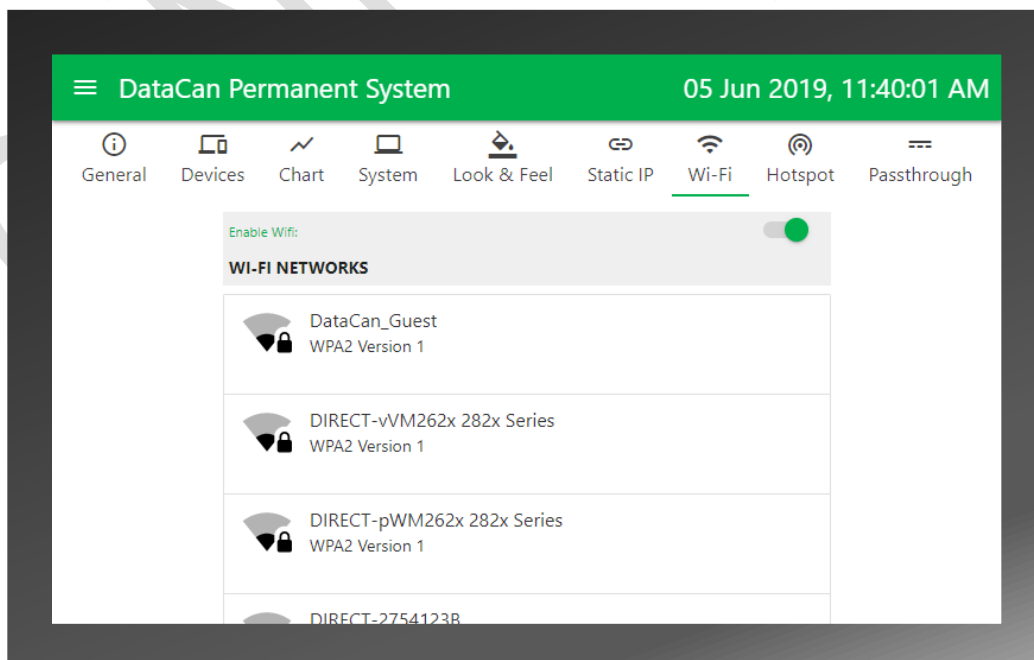 DataCan Permanent System 05 Jun 2019, 11:40:01 AM
General Devices Chart System Look & Feel Static IP Wi-Fi Hotspot Passthrough
Enable Wifi:
WI-FI NETWORKS
DataCan_Guest
WPA2 Version 1
DIRECT-vVM262x 282x Series
WPA2 Version 1
DIRECT-pWM262x 282x Series
WPA2 Version 1
DIRECT-2754123B